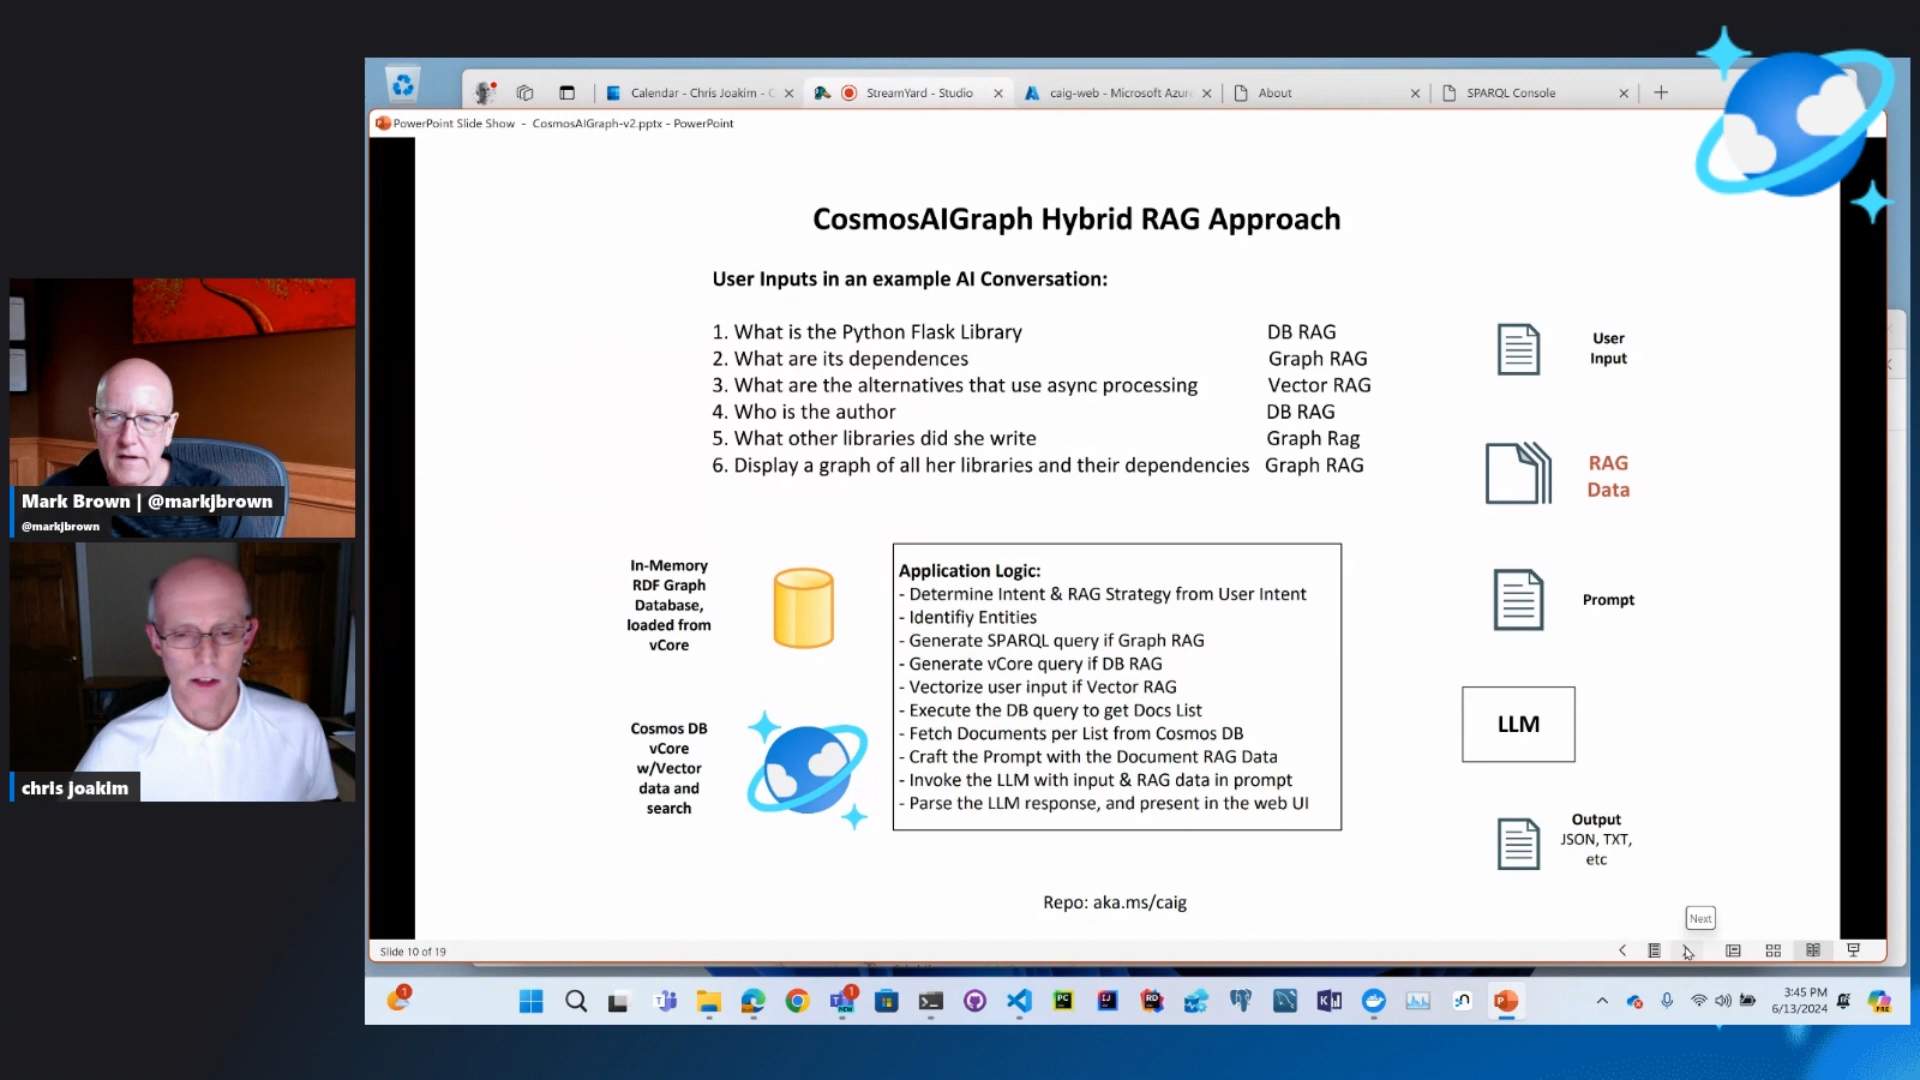 Calendar - Chris Joakim - C
StreamYard - Studio
caig-web - Microsoft Azure
About
SPARQL Console
PowerPoint Slide Show - CosmosAIGraph-v2.pptx - PowerPoint
CosmosAIGraph Hybrid RAG Approach
User Inputs in an example AI Conversation:
1. What is the Python Flask Library DB RAG
2. What are its dependences Graph RAG
3. What are the alternatives that use async processing Vector RAG
4. Who is the author DB RAG
5. What other libraries did she write Graph Rag
6. Display a graph of all her libraries and their dependencies Graph RAG
User
Input
RAG
Data
Prompt
LLM
Output
JSON, TXT,
etc
In-Memory
RDF Graph
Database,
loaded from
vCore
Cosmos DB
vCore
w/Vector
data and
search
Application Logic:
- Determine Intent & RAG Strategy from User Intent
- Identifiy Entities
- Generate SPARQL query if Graph RAG
- Generate vCore query if DB RAG
- Vectorize user input if Vector RAG
- Execute the DB query to get Docs List
- Fetch Documents per List from Cosmos DB
- Craft the Prompt with the Document RAG Data
- Invoke the LLM with input & RAG data in prompt
- Parse the LLM response, and present in the web UI
Repo: aka.ms/caig
Next
Slide 10 of 19
Mark Brown | @markjbrown
@markjbrown
chris joakim
1
1
NEW
PC
IJ
RD
P
PRE
3:45 PM
6/13/2024